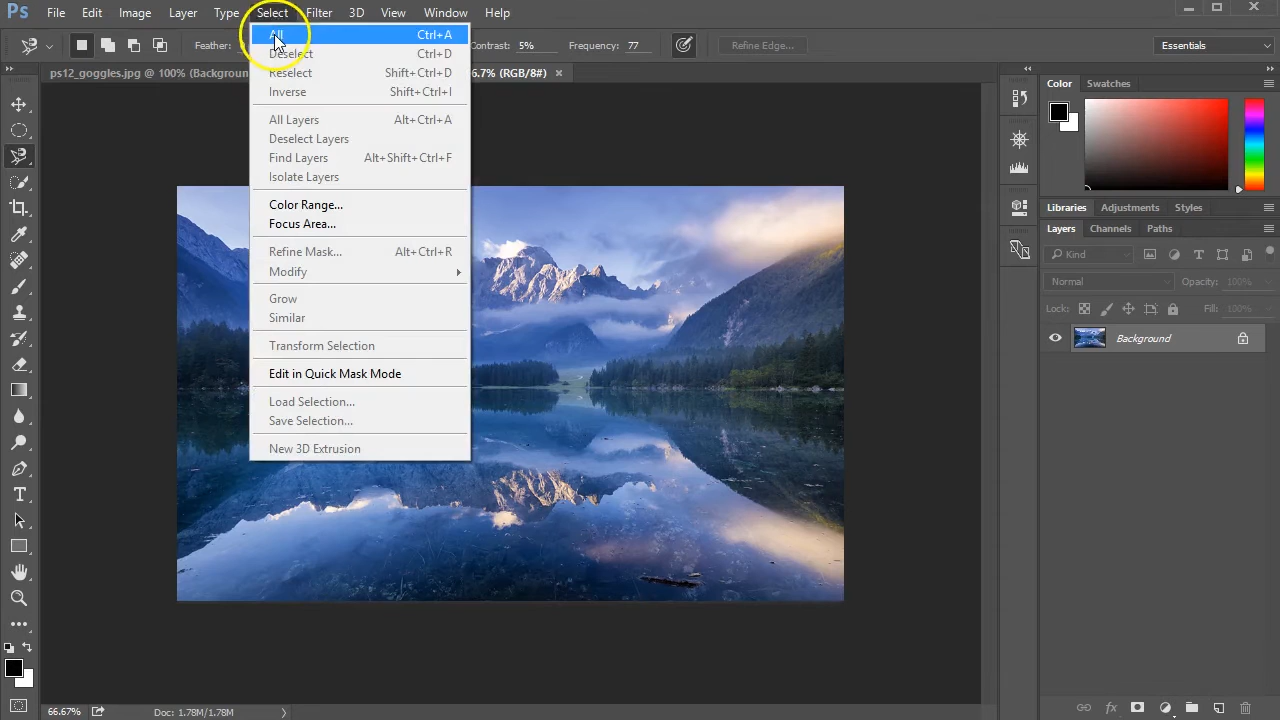 Ps File Edit Image Layer Type Select Filter 3D View Window Help
Feather: Contrast: 5% Frequency: 77 Refine Edge... Essentials
ps12_goggles.jpg @ 100% (Backgroun 6.7% (RGB/8#) ×
All Ctrl+A
Deselect Ctrl+D
Reselect Shift+Ctrl+D
Inverse Shift+Ctrl+I
All Layers Alt+Ctrl+A
Deselect Layers
Find Layers Alt+Shift+Ctrl+F
Isolate Layers
Color Range...
Focus Area...
Refine Mask... Alt+Ctrl+R
Modify
Grow
Similar
Transform Selection
Edit in Quick Mask Mode
Load Selection...
Save Selection...
New 3D Extrusion
Color Swatches
Libraries Adjustments Styles
Layers Channels Paths
Kind
Normal Opacity: 100%
Lock: Fill: 100%
Background
66.67% Doc: 1.78M/1.78M